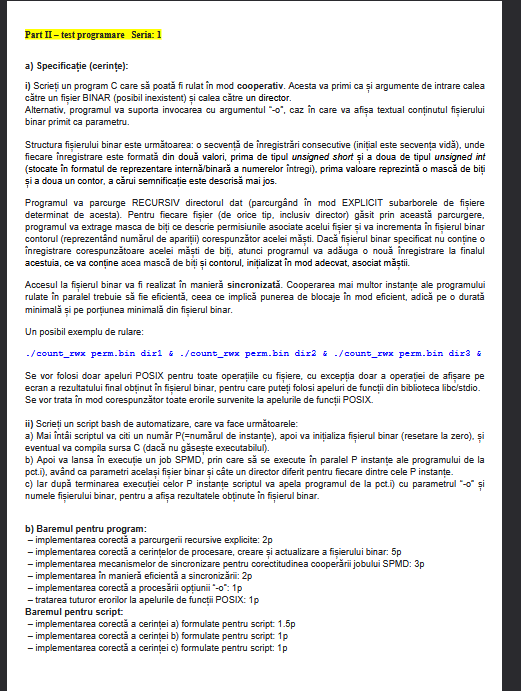 Part II – test programare   Seria: 1
a) Specificație (cerințe):
i) Scrieți un program C care să poată fi rulat în mod cooperativ. Acesta va primi ca și argumente de intrare calea
către un fișier BINAR (posibil inexistent) și calea către un director.
Alternativ, programul va suporta invocarea cu argumentul "-o", caz în care va afișa textual conținutul fișierului
binar primit ca parametru.
Structura fișierului binar este următoarea: o secvență de înregistrări consecutive (inițial este secvența vidă), unde
fiecare înregistrare este formată din două valori, prima de tipul unsigned short și a doua de tipul unsigned int
(stocate în formatul de reprezentare internă/binară a numerelor întregi), prima valoare reprezintă o mască de biți
și a doua un contor, a cărui semnificație este descrisă mai jos.
Programul va parcurge RECURSIV directorul dat (parcurgând în mod EXPLICIT subarborele de fișiere
determinat de acesta). Pentru fiecare fișier (de orice tip, inclusiv director) găsit prin această parcurgere,
programul va extrage masca de biți ce descrie permisiunile asociate acelui fișier și va incrementa în fișierul binar
contorul (reprezentând numărul de apariții) corespunzător acelei măști. Dacă fișierul binar specificat nu conține o
înregistrare corespunzătoare acelei măști de biți, atunci programul va adăuga o nouă înregistrare la finalul
acestuia, ce va conține acea mască de biți și contorul, inițializat în mod adecvat, asociat măștii.
Accesul la fișierul binar va fi realizat în manieră sincronizată. Cooperarea mai multor instanțe ale programului
rulate în paralel trebuie să fie eficientă, ceea ce implică punerea de blocaje în mod eficient, adică pe o durată
minimală și pe porțiunea minimală din fișierul binar.
Un posibil exemplu de rulare:
./count_rwx perm.bin dir1 & ./count_rwx perm.bin dir2 & ./count_rwx perm.bin dir3 &
Se vor folosi doar apeluri POSIX pentru toate operațiile cu fișiere, cu excepția doar a operației de afișare pe
ecran a rezultatului final obținut în fișierul binar, pentru care puteți folosi apeluri de funcții din biblioteca libc/stdio.
Se vor trata în mod corespunzător toate erorile survenite la apelurile de funcții POSIX.
ii) Scrieți un script bash de automatizare, care va face următoarele:
a) Mai întâi scriptul va citi un număr P(=numărul de instanțe), apoi va inițializa fișierul binar (resetare la zero), și
eventual va compila sursa C (dacă nu găsește executabilul).
b) Apoi va lansa în execuție un job SPMD, prin care să se execute în paralel P instanțe ale programului de la
pct.i), având ca parametri același fișier binar și câte un director diferit pentru fiecare dintre cele P instanțe.
c) Iar după terminarea execuției celor P instanțe scriptul va apela programul de la pct.i) cu parametrul "-o" și
numele fișierului binar, pentru a afișa rezultatele obținute în fișierul binar.
b) Baremul pentru program:
– implementarea corectă a parcurgerii recursive explicite: 2p
– implementarea corectă a cerințelor de procesare, creare și actualizare a fișierului binar: 5p
– implementarea mecanismelor de sincronizare pentru corectitudinea cooperării jobului SPMD: 3p
– implementarea în manieră eficientă a sincronizării: 2p
– implementarea corectă a procesării opțiunii "-o": 1p
– tratarea tuturor erorilor la apelurile de funcții POSIX: 1p
Baremul pentru script:
– implementarea corectă a cerinței a) formulate pentru script: 1.5p
– implementarea corectă a cerinței b) formulate pentru script: 1p
– implementarea corectă a cerinței c) formulate pentru script: 1p